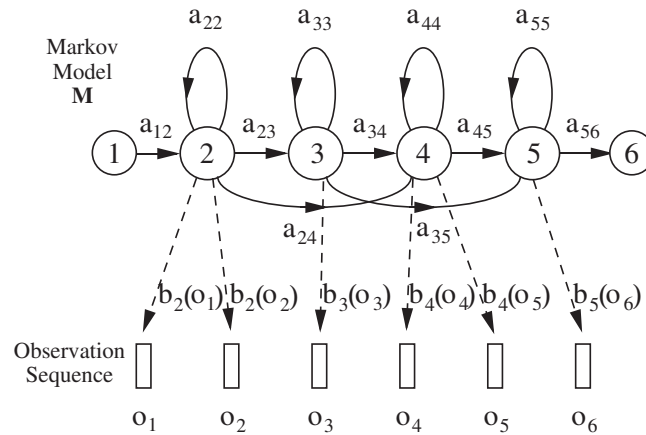 a₂₂ a₃₃ a₄₄ a₅₅
Markov
Model
M
a₁₂ a₂₃ a₃₄ a₄₅ a₅₆
1 2 3 4 5 6
a₂₄ a₃₅
b₂(o₁) b₂(o₂) b₃(o₃) b₄(o₄) b₄(o₅) b₅(o₆)
Observation
Sequence
o₁ o₂ o₃ o₄ o₅ o₆